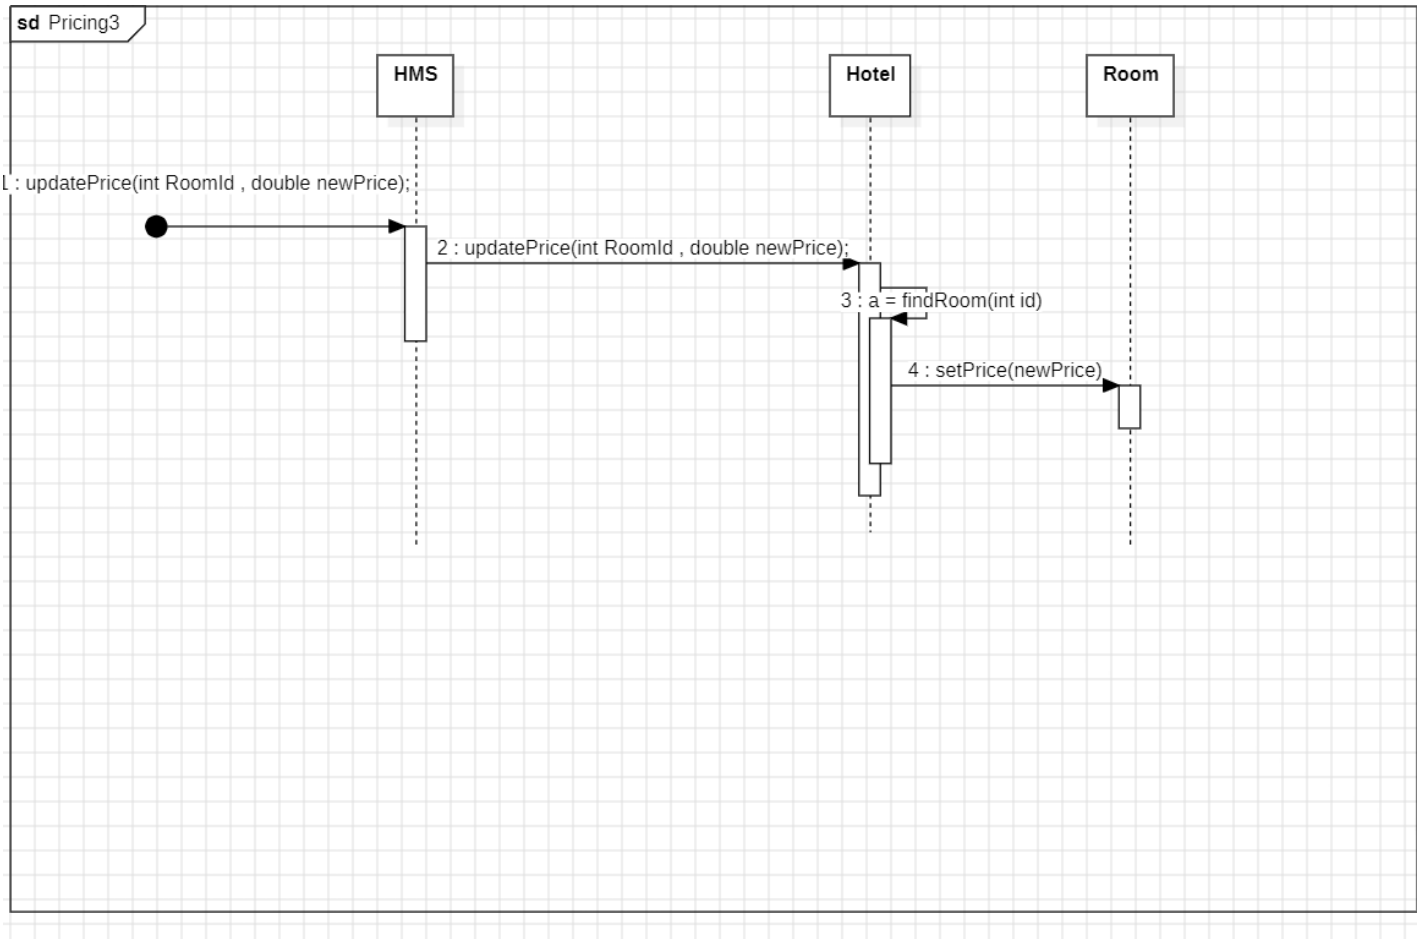 sd Pricing3
HMS
Hotel
Room
1 : updatePrice(int RoomId , double newPrice);
2 : updatePrice(int RoomId , double newPrice);
3 : a = findRoom(int id)
4 : setPrice(newPrice)